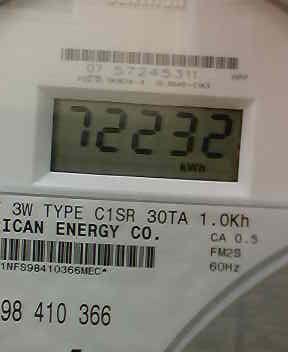 07 57245311
72232
kWh
3W TYPE C1SR 30TA 1.0Kh
ICAN ENERGY CO.
CA 0.5
FM2S
60Hz
1NFS98410366MEC*
98 410 366